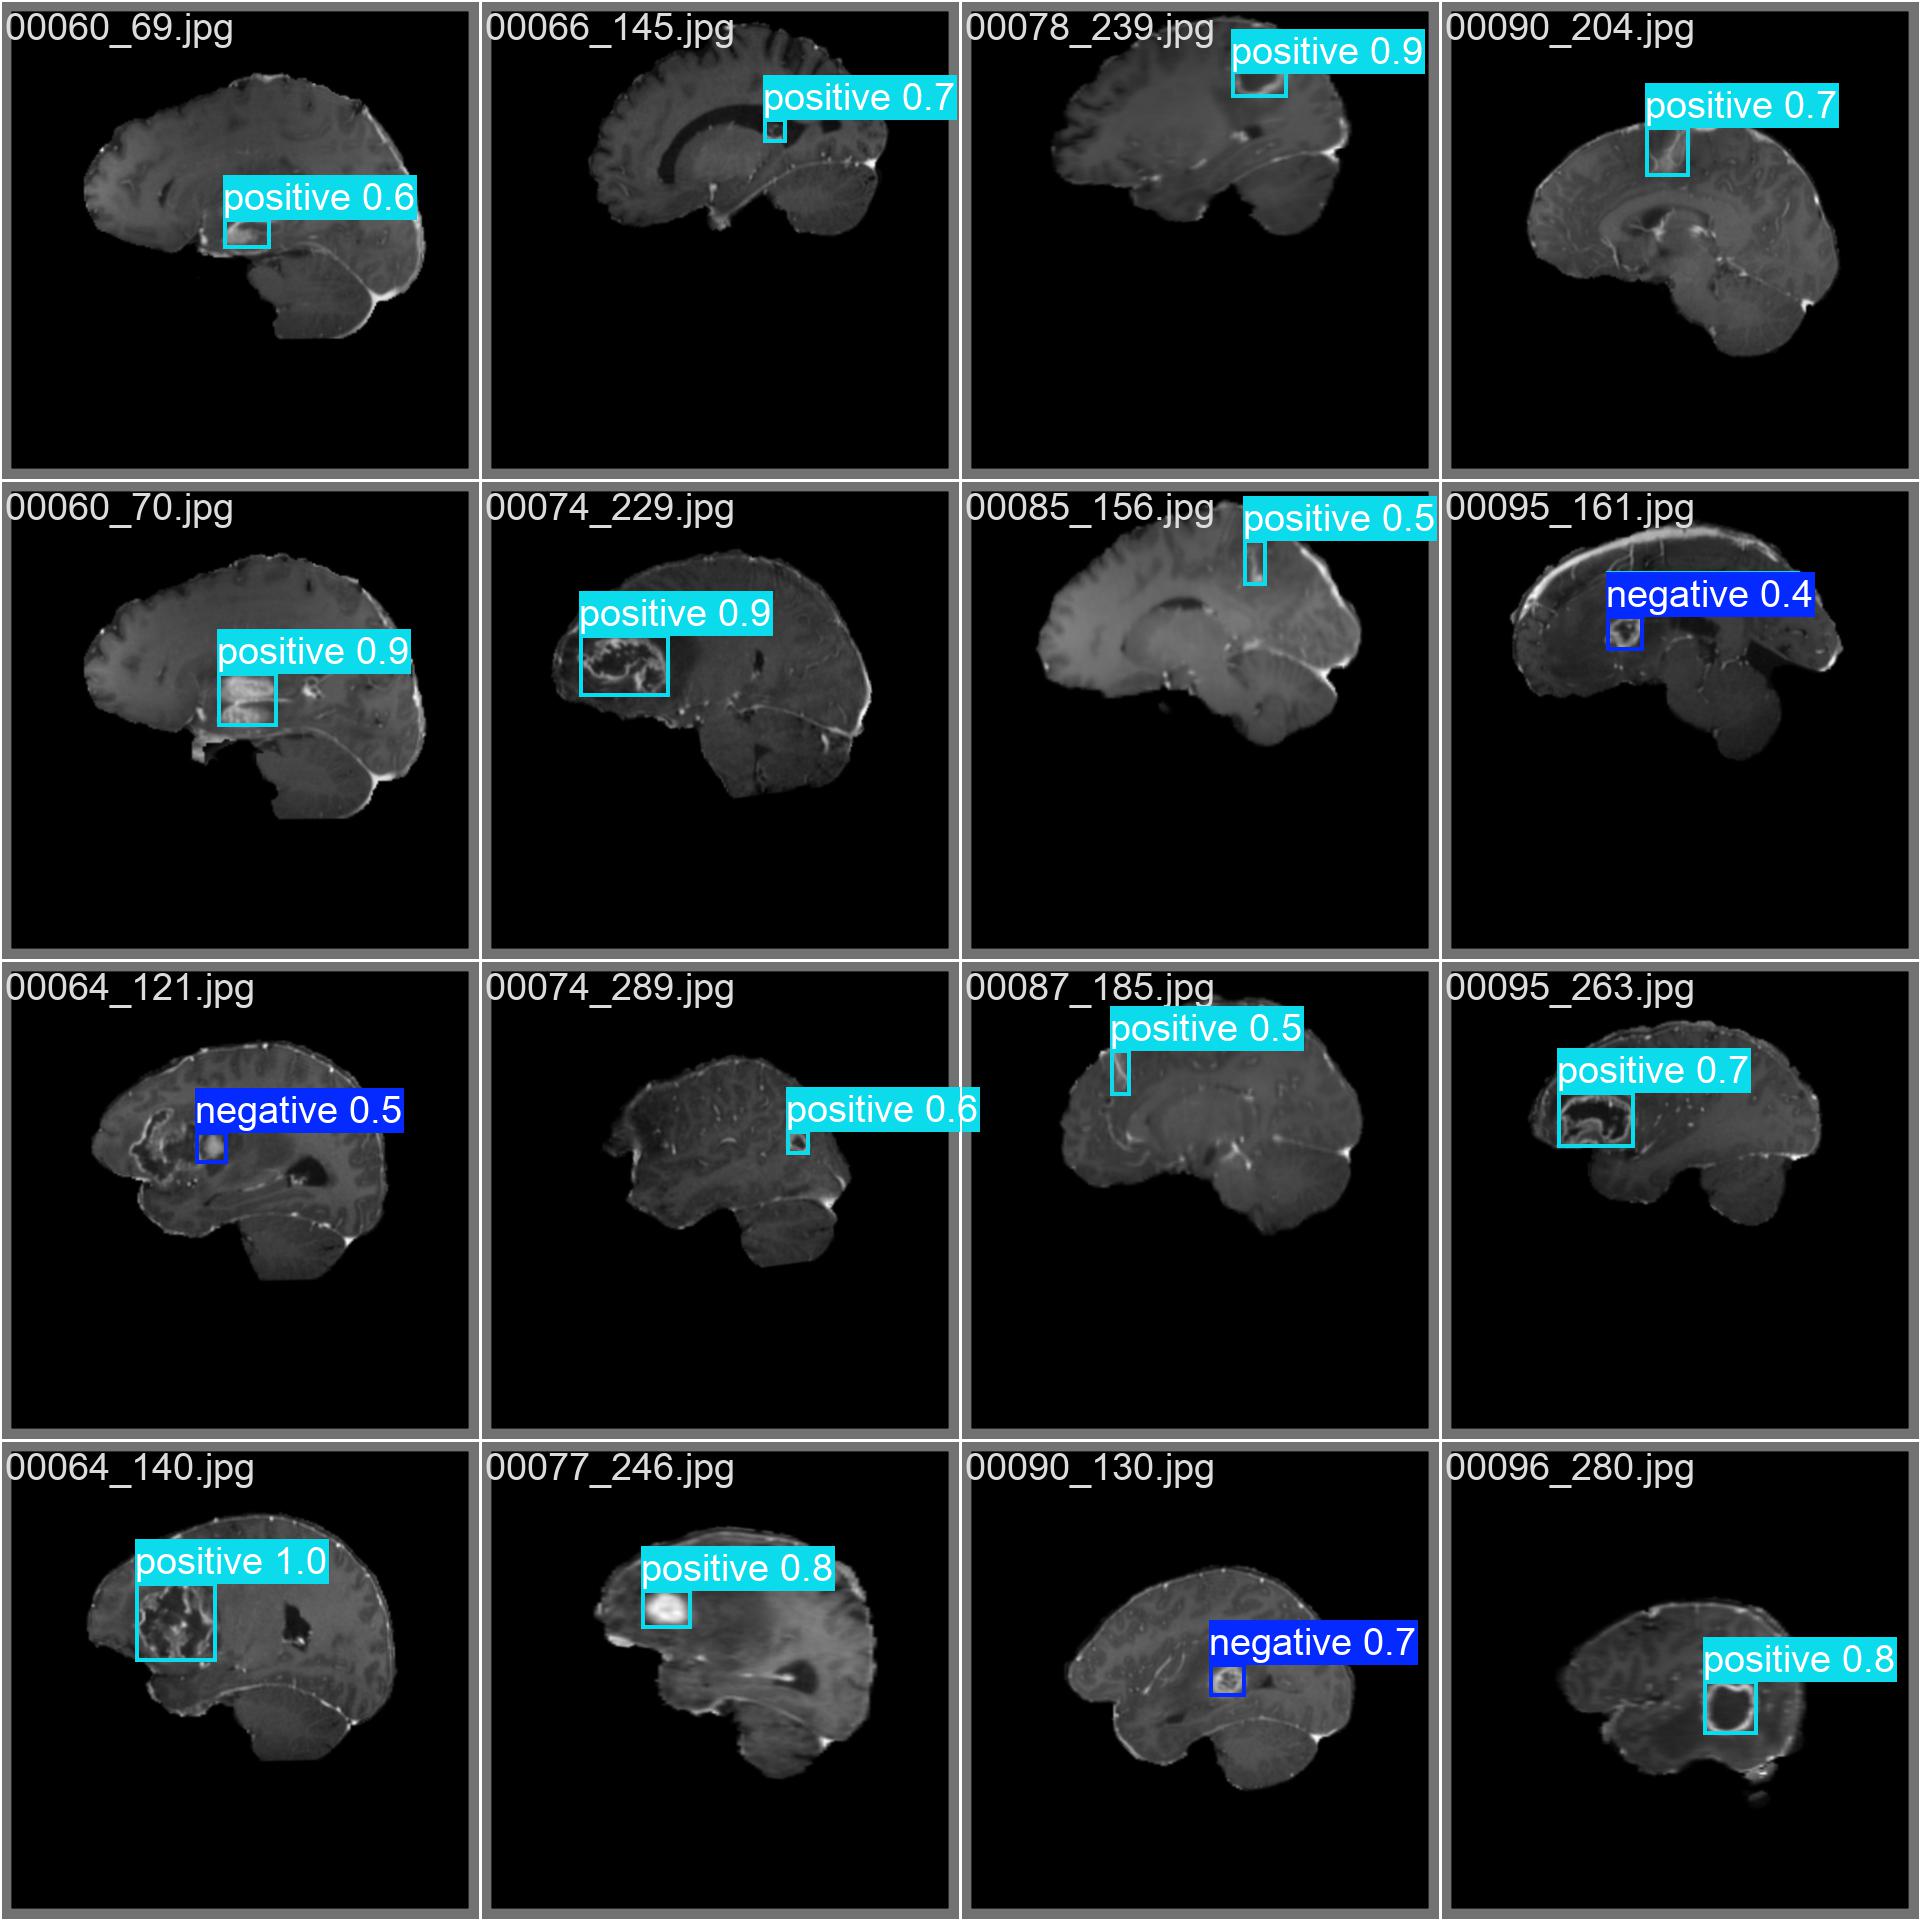 00060_69.jpg
positive 0.6
00066_145.jpg
positive 0.7
00078_239.jpg
positive 0.9
00090_204.jpg
positive 0.7
00060_70.jpg
positive 0.9
00074_229.jpg
positive 0.9
00085_156.jpg
positive 0.5
00095_161.jpg
negative 0.4
00064_121.jpg
negative 0.5
00074_289.jpg
positive 0.6
00087_185.jpg
positive 0.5
00095_263.jpg
positive 0.7
00064_140.jpg
positive 1.0
00077_246.jpg
positive 0.8
00090_130.jpg
negative 0.7
00096_280.jpg
positive 0.8